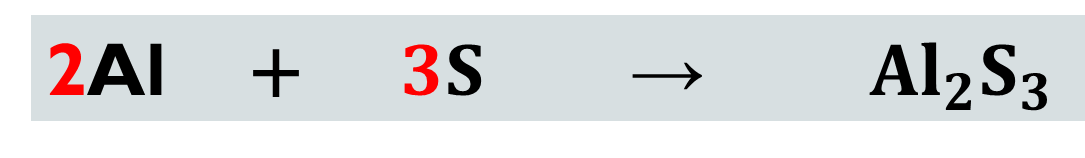 2Al + 3S → Al₂S₃